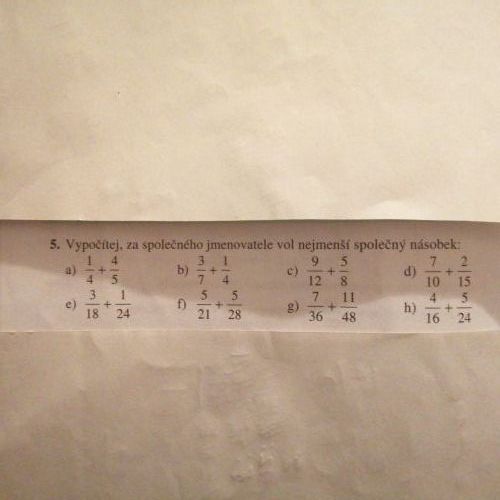 5. Vypočítej, za společného jmenovatele vol nejmenší společný násobek:
a) 1/4 + 4/5 b) 3/7 + 1/4 c) 9/12 + 5/8 d) 7/10 + 2/15
e) 3/18 + 1/24 f) 5/21 + 5/28 g) 7/36 + 11/48 h) 4/16 + 5/24